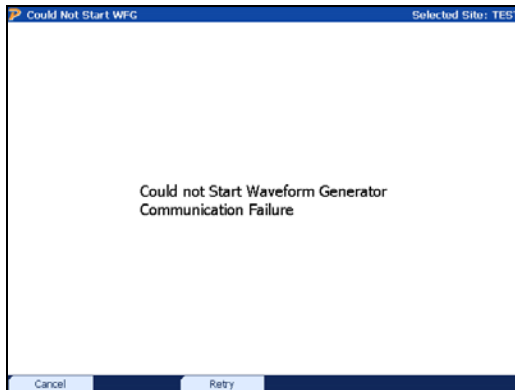 Could Not Start WFG
Selected Site: TEST
Could not Start Waveform Generator
Communication Failure
Cancel
Retry